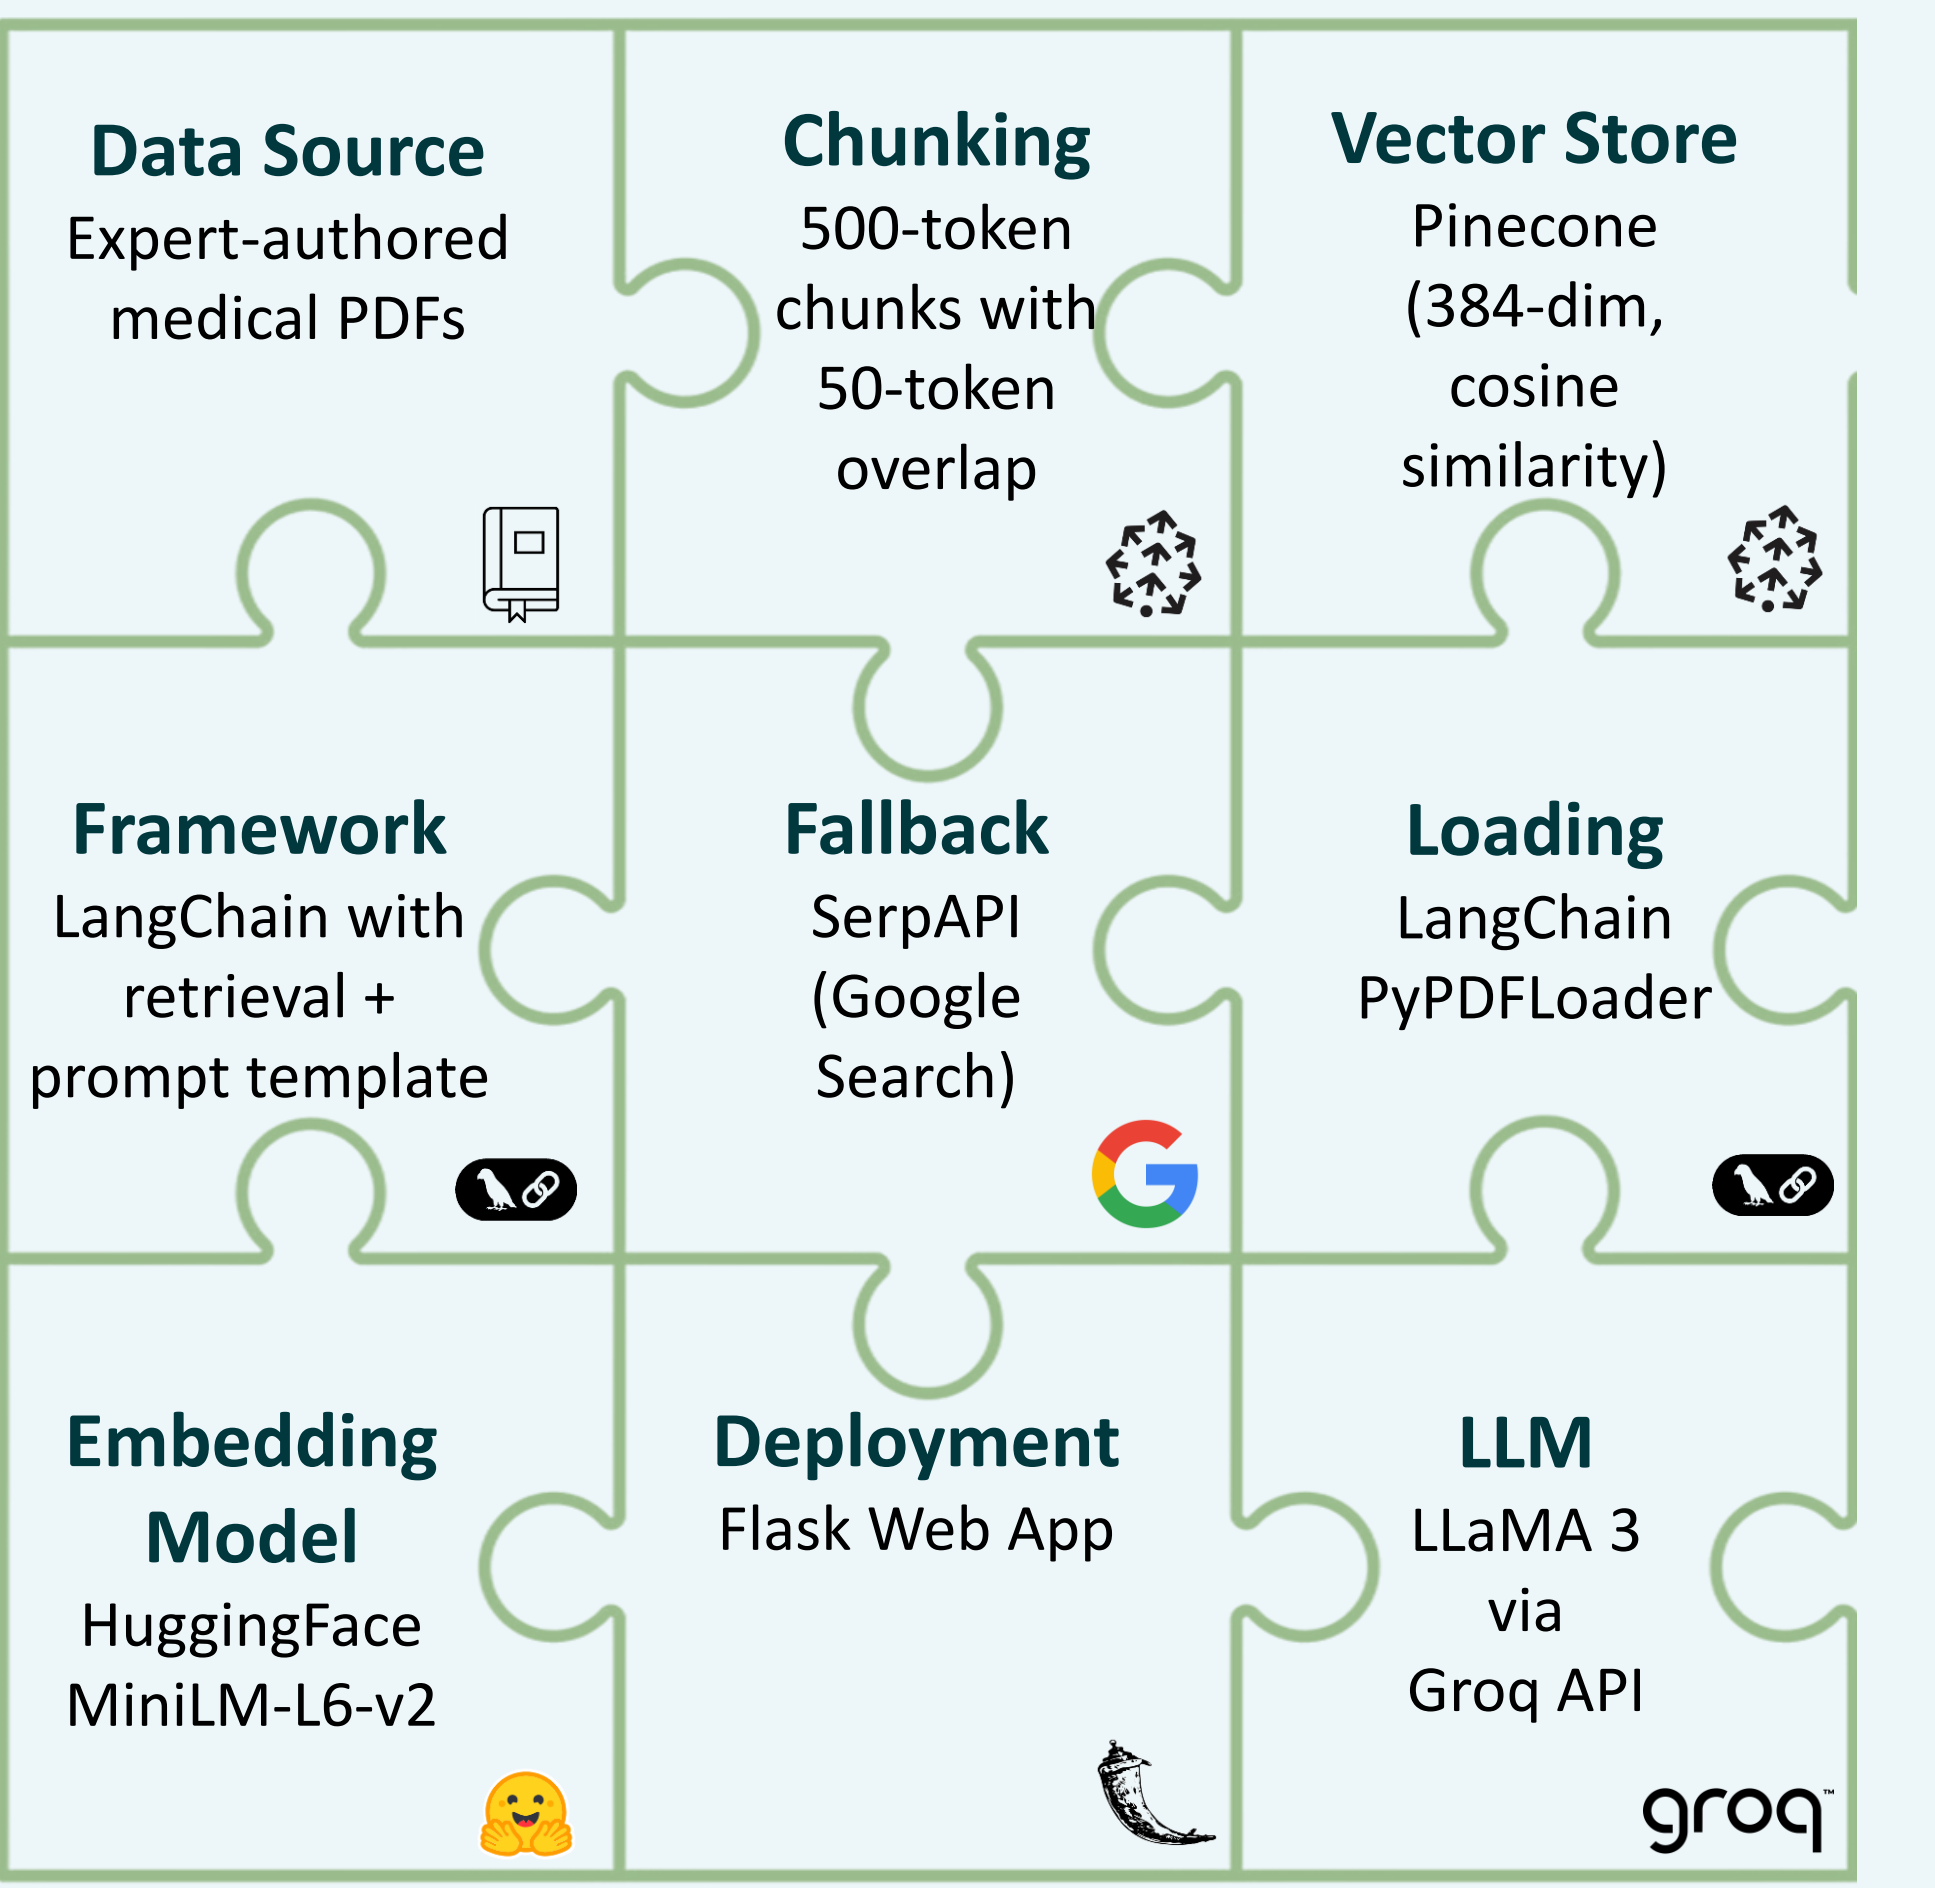 Data Source
Expert-authored
medical PDFs
Chunking
500-token
chunks with
50-token
overlap
Vector Store
Pinecone
(384-dim,
cosine
similarity)
Framework
LangChain with
retrieval +
prompt template
Fallback
SerpAPI
(Google
Search)
Loading
LangChain
PyPDFLoader
Embedding
Model
HuggingFace
MiniLM-L6-v2
Deployment
Flask Web App
LLM
LLaMA 3
via
Groq API
groq™